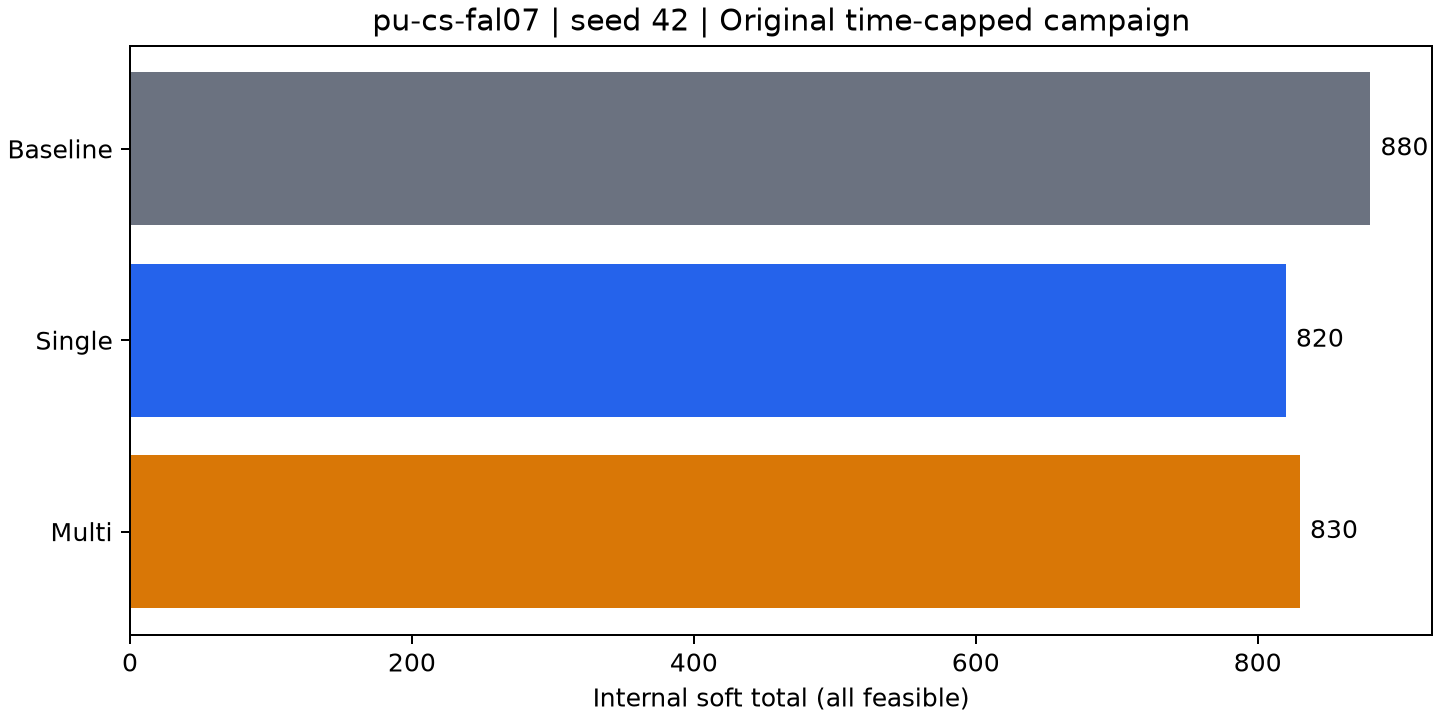 pu-cs-fal07 | seed 42 | Original time-capped campaign
Baseline
880
Single
820
Multi
830
0 200 400 600 800
Internal soft total (all feasible)